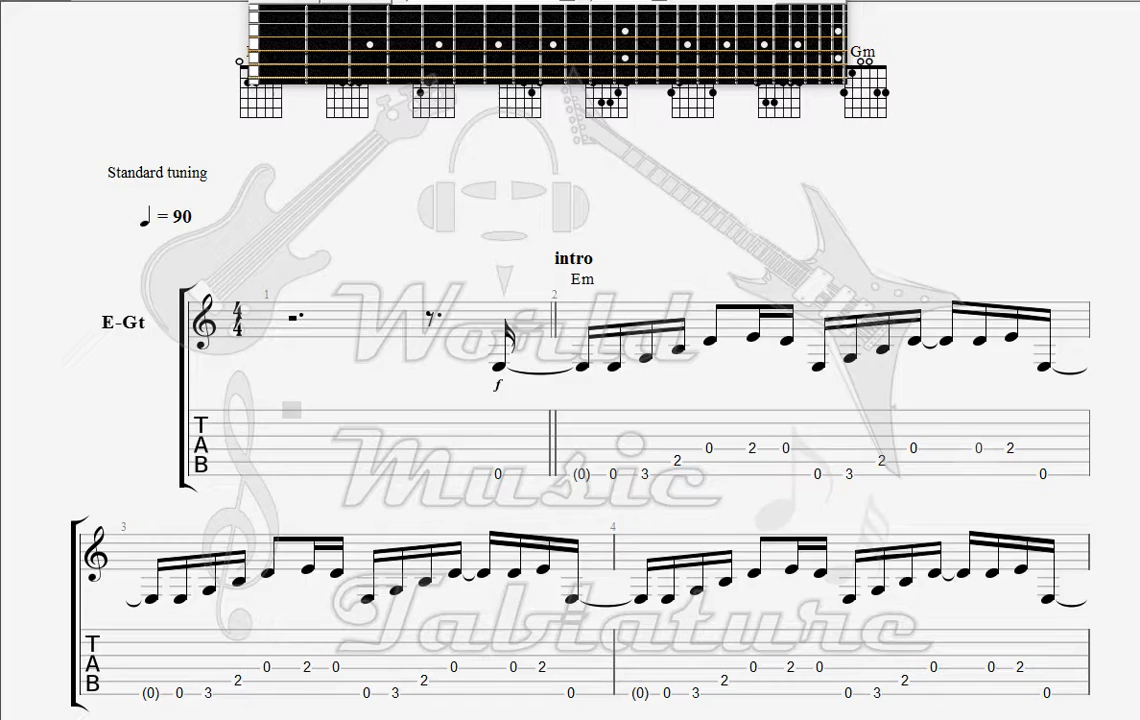 Gm
Standard tuning
= 90
intro
Em
1
2
E-Gt
4
4
f
World
T
A
B
0 (0) 0 3 2 0 2 0 0 3 2 0 0 2 0
Music
3
4
Tablature
T
A
B
(0) 0 3 2 0 2 0 0 3 2 0 0 2 0 (0) 0 3 2 0 2 0 0 3 2 0 0 2 0